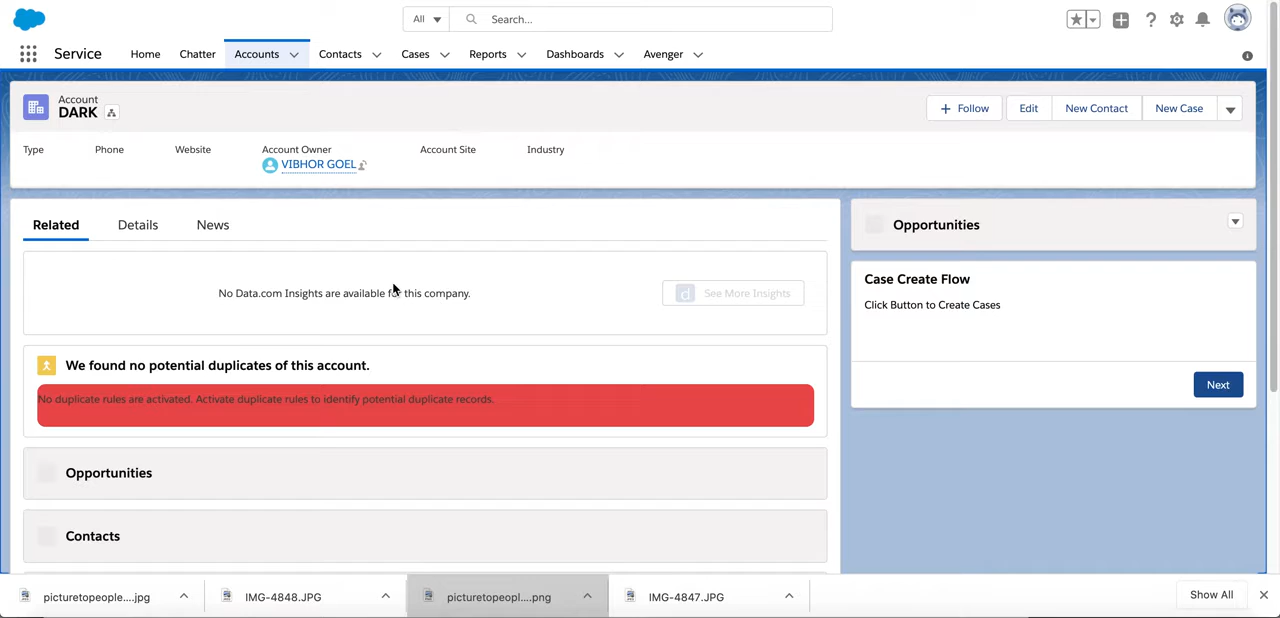 All
Search...
Service
Home
Chatter
Accounts
Contacts
Cases
Reports
Dashboards
Avenger
Account
DARK
Follow
Edit
New Contact
New Case
Type
Phone
Website
Account Owner
Account Site
Industry
VIBHOR GOEL
Related
Details
News
No Data.com Insights are available for this company.
d
See More Insights
We found no potential duplicates of this account.
No duplicate rules are activated. Activate duplicate rules to identify potential duplicate records.
Opportunities
Contacts
Opportunities
Case Create Flow
Click Button to Create Cases
Next
picturetopeople....jpg
IMG-4848.JPG
picturetopeopl....png
IMG-4847.JPG
Show All